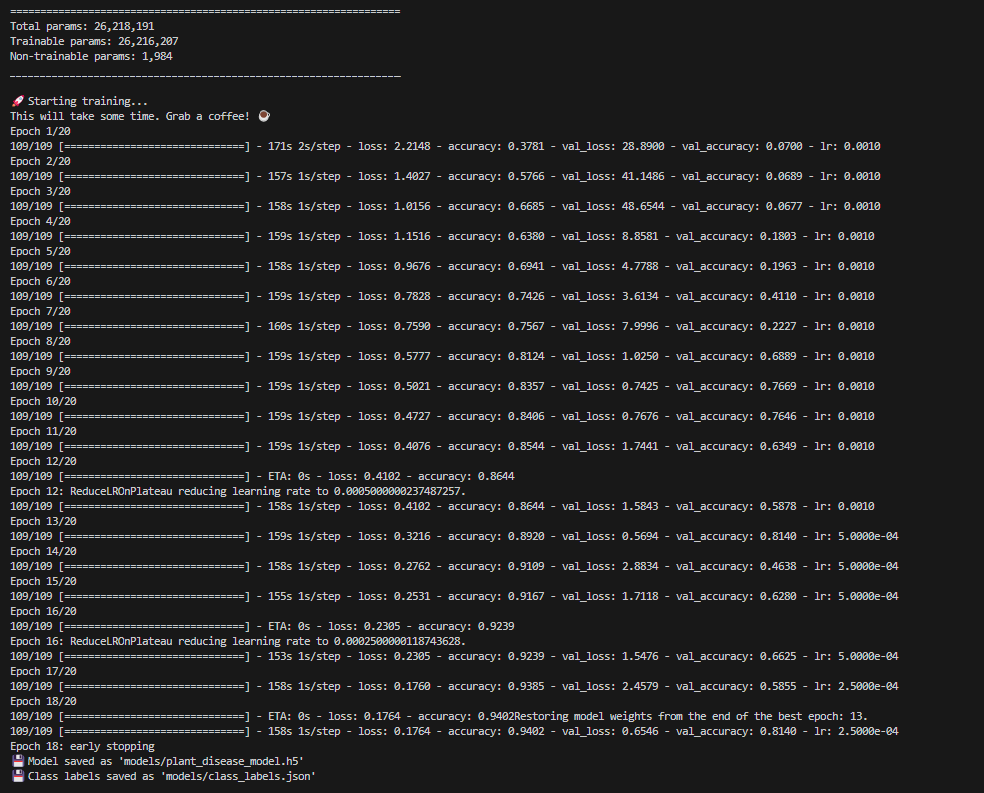 =================================================================
Total params: 26,218,191
Trainable params: 26,216,207
Non-trainable params: 1,984
_________________________________________________________________
🚀 Starting training...
This will take some time. Grab a coffee! ☕
Epoch 1/20
109/109 [==============================] - 171s 2s/step - loss: 2.2148 - accuracy: 0.3781 - val_loss: 28.8900 - val_accuracy: 0.0700 - lr: 0.0010
Epoch 2/20
109/109 [==============================] - 157s 1s/step - loss: 1.4027 - accuracy: 0.5766 - val_loss: 41.1486 - val_accuracy: 0.0689 - lr: 0.0010
Epoch 3/20
109/109 [==============================] - 158s 1s/step - loss: 1.0156 - accuracy: 0.6685 - val_loss: 48.6544 - val_accuracy: 0.0677 - lr: 0.0010
Epoch 4/20
109/109 [==============================] - 159s 1s/step - loss: 1.1516 - accuracy: 0.6380 - val_loss: 8.8581 - val_accuracy: 0.1803 - lr: 0.0010
Epoch 5/20
109/109 [==============================] - 158s 1s/step - loss: 0.9676 - accuracy: 0.6941 - val_loss: 4.7788 - val_accuracy: 0.1963 - lr: 0.0010
Epoch 6/20
109/109 [==============================] - 159s 1s/step - loss: 0.7828 - accuracy: 0.7426 - val_loss: 3.6134 - val_accuracy: 0.4110 - lr: 0.0010
Epoch 7/20
109/109 [==============================] - 160s 1s/step - loss: 0.7590 - accuracy: 0.7567 - val_loss: 7.9996 - val_accuracy: 0.2227 - lr: 0.0010
Epoch 8/20
109/109 [==============================] - 159s 1s/step - loss: 0.5777 - accuracy: 0.8124 - val_loss: 1.0250 - val_accuracy: 0.6889 - lr: 0.0010
Epoch 9/20
109/109 [==============================] - 159s 1s/step - loss: 0.5021 - accuracy: 0.8357 - val_loss: 0.7425 - val_accuracy: 0.7669 - lr: 0.0010
Epoch 10/20
109/109 [==============================] - 159s 1s/step - loss: 0.4727 - accuracy: 0.8406 - val_loss: 0.7676 - val_accuracy: 0.7646 - lr: 0.0010
Epoch 11/20
109/109 [==============================] - 159s 1s/step - loss: 0.4076 - accuracy: 0.8544 - val_loss: 1.7441 - val_accuracy: 0.6349 - lr: 0.0010
Epoch 12/20
109/109 [==============================] - ETA: 0s - loss: 0.4102 - accuracy: 0.8644
Epoch 12: ReduceLROnPlateau reducing learning rate to 0.0005000000237487257.
109/109 [==============================] - 158s 1s/step - loss: 0.4102 - accuracy: 0.8644 - val_loss: 1.5843 - val_accuracy: 0.5878 - lr: 0.0010
Epoch 13/20
109/109 [==============================] - 159s 1s/step - loss: 0.3216 - accuracy: 0.8920 - val_loss: 0.5694 - val_accuracy: 0.8140 - lr: 5.0000e-04
Epoch 14/20
109/109 [==============================] - 158s 1s/step - loss: 0.2762 - accuracy: 0.9109 - val_loss: 2.8834 - val_accuracy: 0.4638 - lr: 5.0000e-04
Epoch 15/20
109/109 [==============================] - 155s 1s/step - loss: 0.2531 - accuracy: 0.9167 - val_loss: 1.7118 - val_accuracy: 0.6280 - lr: 5.0000e-04
Epoch 16/20
109/109 [==============================] - ETA: 0s - loss: 0.2305 - accuracy: 0.9239
Epoch 16: ReduceLROnPlateau reducing learning rate to 0.0002500000118743628.
109/109 [==============================] - 153s 1s/step - loss: 0.2305 - accuracy: 0.9239 - val_loss: 1.5476 - val_accuracy: 0.6625 - lr: 5.0000e-04
Epoch 17/20
109/109 [==============================] - 158s 1s/step - loss: 0.1760 - accuracy: 0.9385 - val_loss: 2.4579 - val_accuracy: 0.5855 - lr: 2.5000e-04
Epoch 18/20
109/109 [==============================] - ETA: 0s - loss: 0.1764 - accuracy: 0.9402Restoring model weights from the end of the best epoch: 13.
109/109 [==============================] - 158s 1s/step - loss: 0.1764 - accuracy: 0.9402 - val_loss: 0.6546 - val_accuracy: 0.8140 - lr: 2.5000e-04
Epoch 18: early stopping
💾 Model saved as 'models/plant_disease_model.h5'
💾 Class labels saved as 'models/class_labels.json'